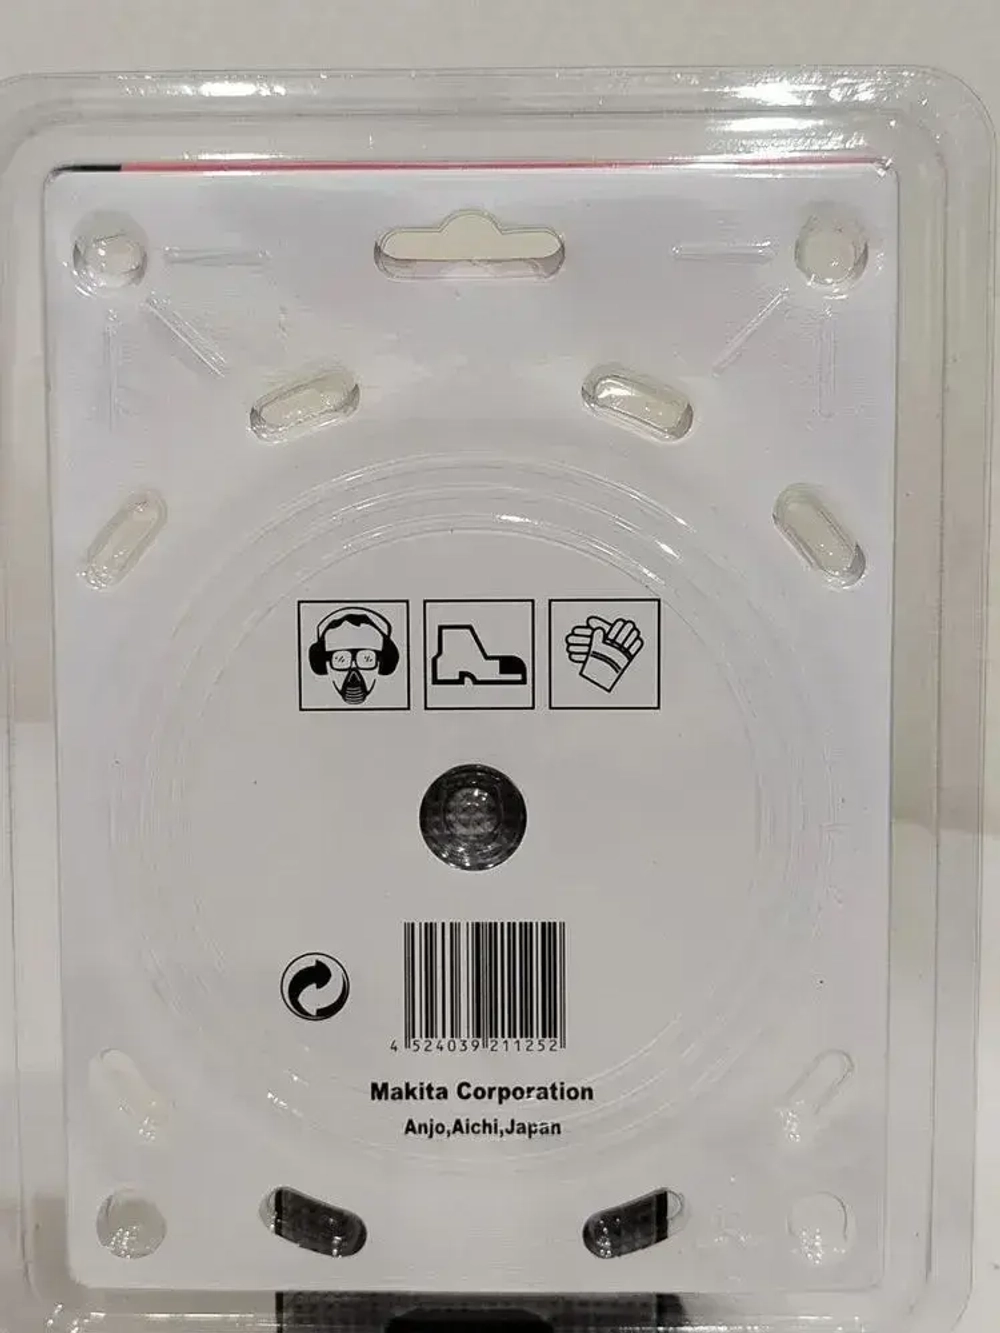 4 524039 211252
Makita Corporation
Anjo,Aichi,Japan